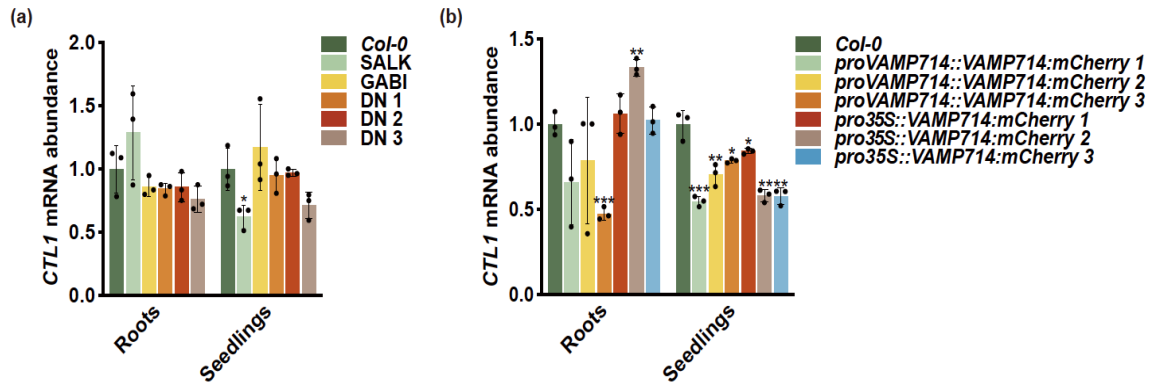 (a)
CTL1 mRNA abundance
2.0
1.5
1.0
0.5
0.0
Roots
Seedlings
*
Col-0
SALK
GABI
DN 1
DN 2
DN 3
(b)
CTL1 mRNA abundance
1.5
1.0
0.5
0.0
Roots
Seedlings
***
**
***
**
*
*
****
Col-0
proVAMP714::VAMP714:mCherry 1
proVAMP714::VAMP714:mCherry 2
proVAMP714::VAMP714:mCherry 3
pro35S::VAMP714:mCherry 1
pro35S::VAMP714:mCherry 2
pro35S::VAMP714:mCherry 3